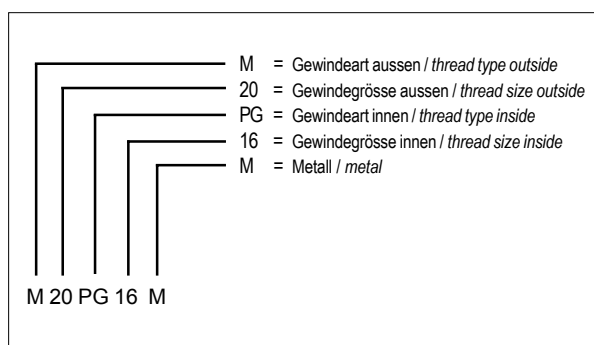 M = Gewindeart aussen / thread type outside
20 = Gewindegrösse aussen / thread size outside
PG = Gewindeart innen / thread type inside
16 = Gewindegrösse innen / thread size inside
M = Metall / metal
M 20 PG 16 M